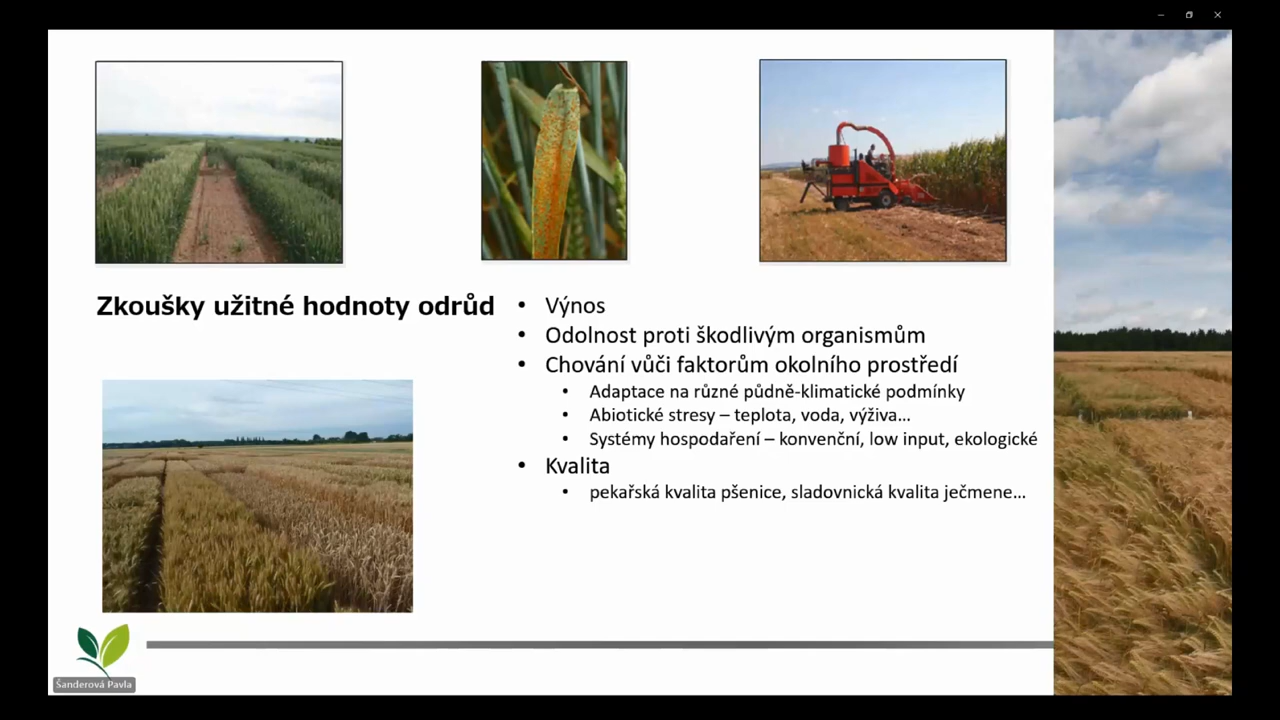 Zkoušky užitné hodnoty odrůd
• Výnos
• Odolnost proti škodlivým organismům
• Chování vůči faktorům okolního prostředí
• Adaptace na různé půdně-klimatické podmínky
• Abiotické stresy – teplota, voda, výživa…
• Systémy hospodaření – konvenční, low input, ekologické
• Kvalita
• pekařská kvalita pšenice, sladovnická kvalita ječmene…
Šanderová Pavla